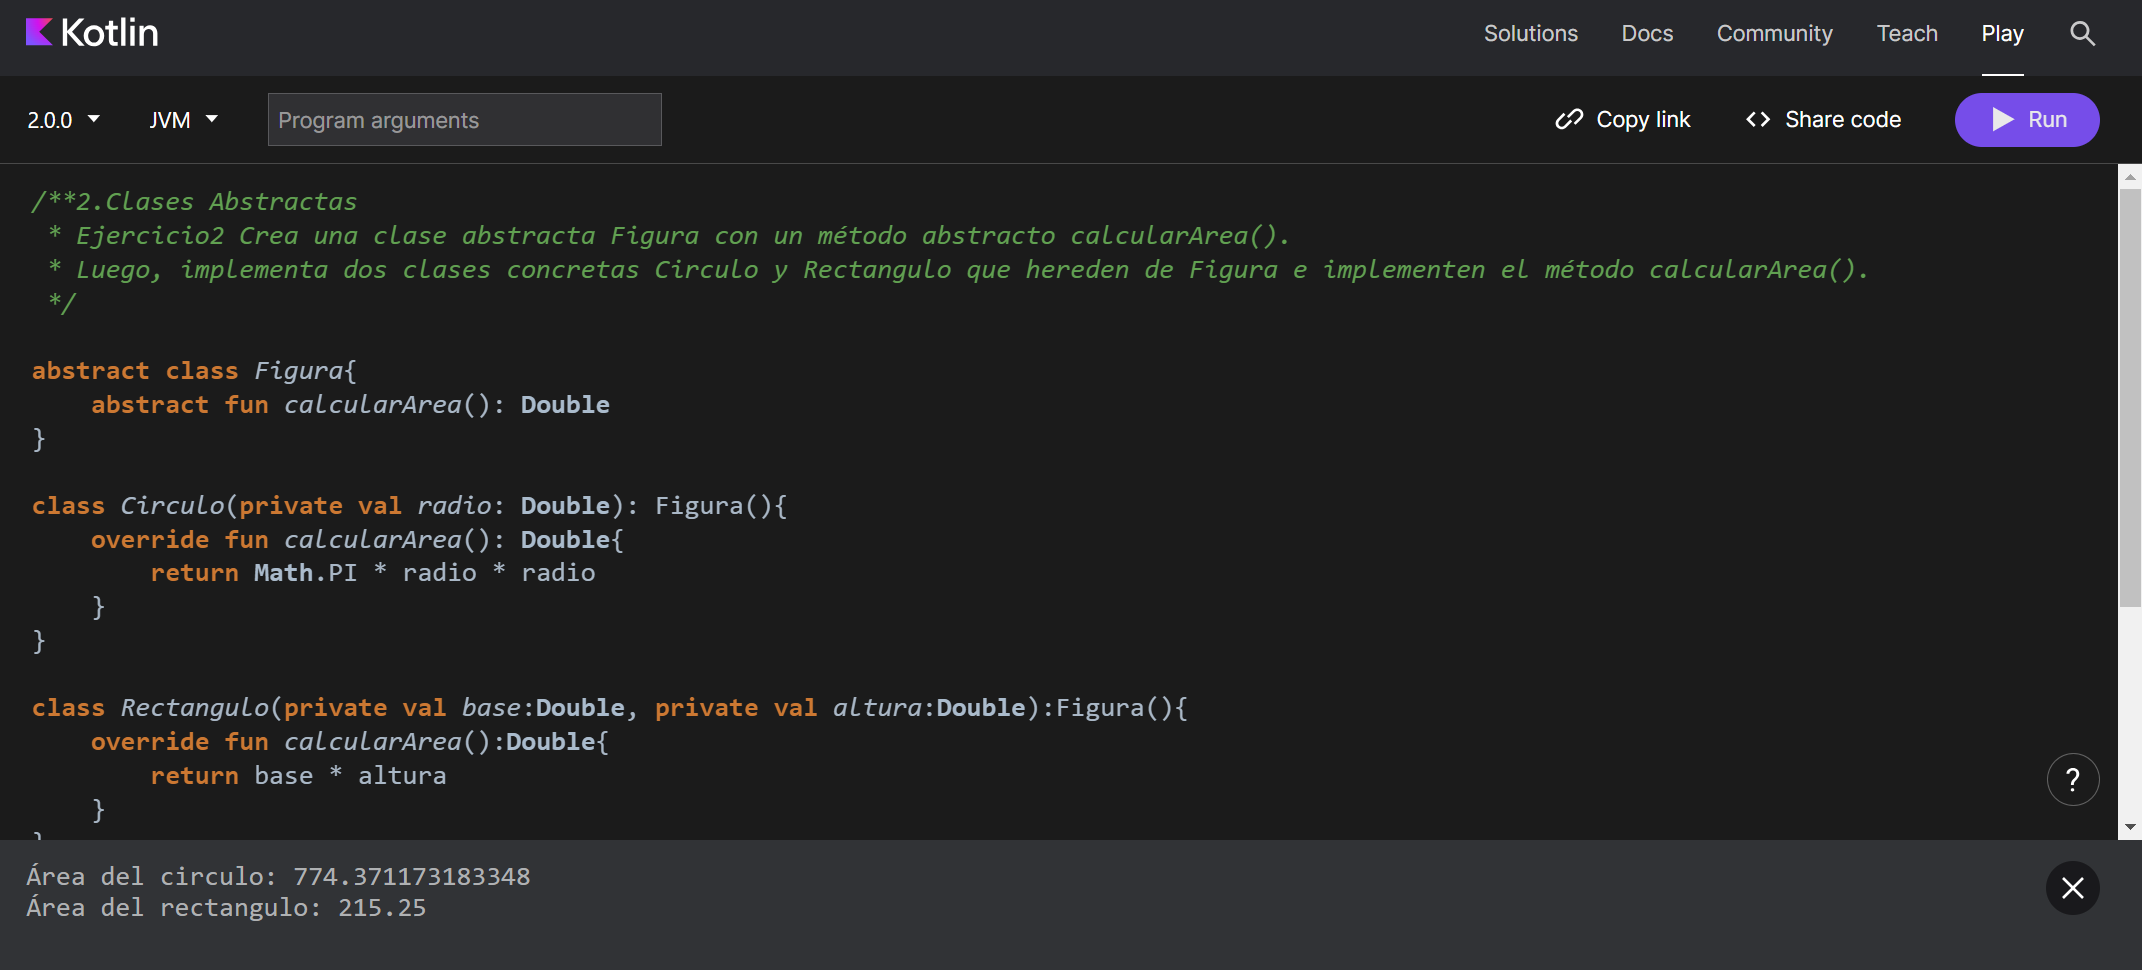 Kotlin
Solutions Docs Community Teach Play
2.0.0 JVM Program arguments Copy link <> Share code Run
/**2.Clases Abstractas
 * Ejercicio2 Crea una clase abstracta Figura con un método abstracto calcularArea().
 * Luego, implementa dos clases concretas Circulo y Rectangulo que hereden de Figura e implementen el método calcularArea().
 */
abstract class Figura{
    abstract fun calcularArea(): Double
}
class Circulo(private val radio: Double): Figura(){
    override fun calcularArea(): Double{
        return Math.PI * radio * radio
    }
}
class Rectangulo(private val base:Double, private val altura:Double):Figura(){
    override fun calcularArea():Double{
        return base * altura
    }
?
Área del circulo: 774.371173183348
Área del rectangulo: 215.25